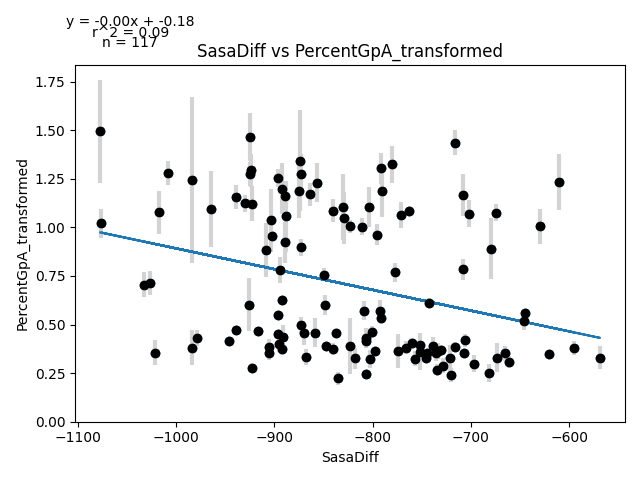 y = -0.00x + -0.18
r^2 = 0.09
n = 117
SasaDiff vs PercentGpA_transformed
PercentGpA_transformed
1.75
1.50
1.25
1.00
0.75
0.50
0.25
0.00
−1100
−1000
−900
−800
−700
−600
SasaDiff